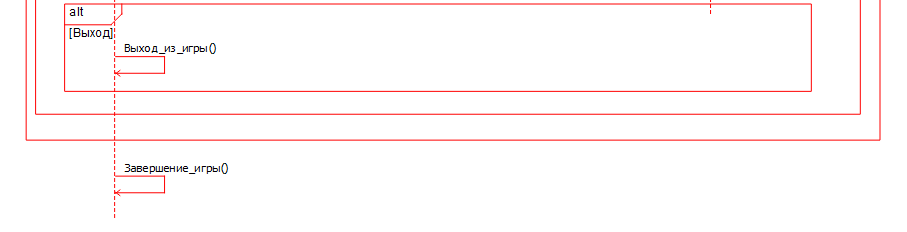 alt
[Выход]
Выход_из_игры()
Завершение_игры()